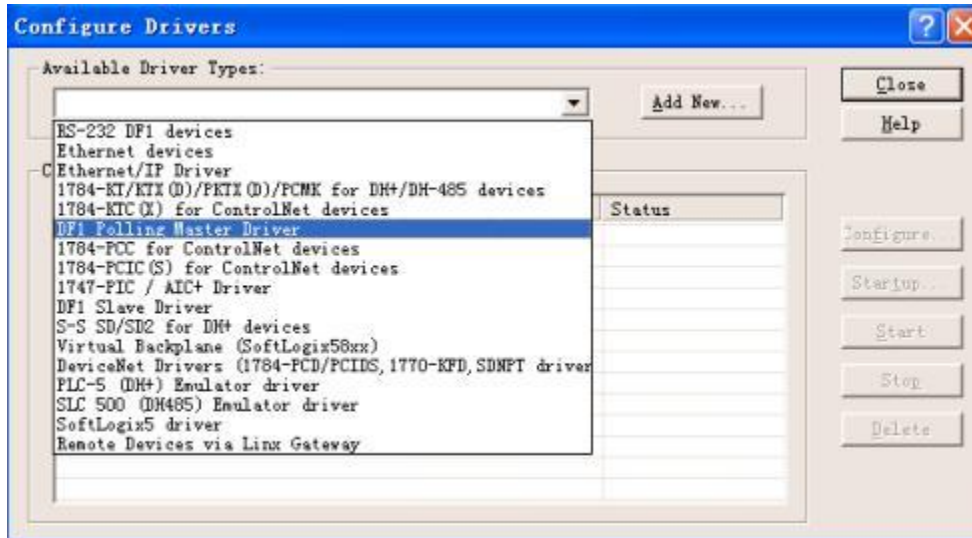 Configure Drivers
Available Driver Types:
Add New...
Close
Help
RS-232 DF1 devices
Ethernet devices
C
Ethernet/IP Driver
1784-KT/KTX(D)/PKTX(D)/PCMK for DH+/DH-485 devices
1784-KTC(X) for ControlNet devices
Status
DF1 Polling Master Driver
1784-PCC for ControlNet devices
1784-PCIC(S) for ControlNet devices
1747-PIC / AIC+ Driver
DF1 Slave Driver
S-S SD/SD2 for DH+ devices
Virtual Backplane (SoftLogix58xx)
DeviceNet Drivers (1784-PCD/PCIDS,1770-KFD,SDNPT driver
PLC-5 (DH+) Emulator driver
SLC 500 (DH485) Emulator driver
SoftLogix5 driver
Remote Devices via Linx Gateway
Configure...
Startup...
Start
Stop
Delete